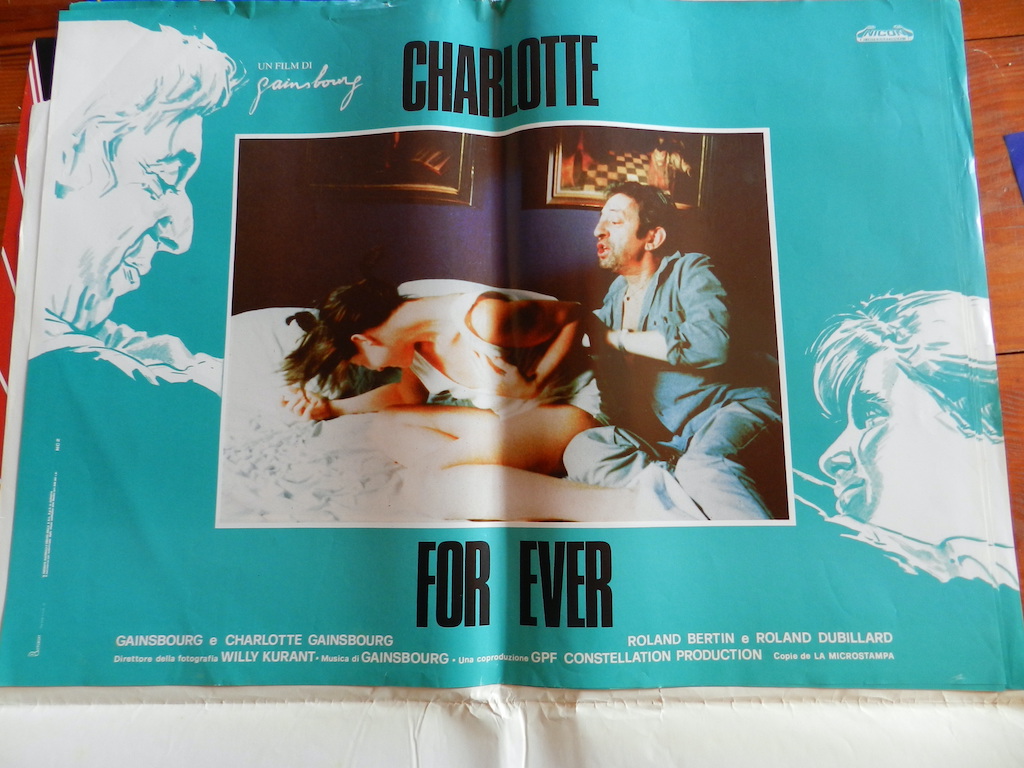 UN FILM DI
gainsbourg
CHARLOTTE
FOR EVER
GAINSBOURG e CHARLOTTE GAINSBOURG
ROLAND BERTIN e ROLAND DUBILLARD
Direttore della fotografia WILLY KURANT • Musica di GAINSBOURG • Una coproduzione GPF CONSTELLATION PRODUCTION Copie de LA MICROSTAMPA